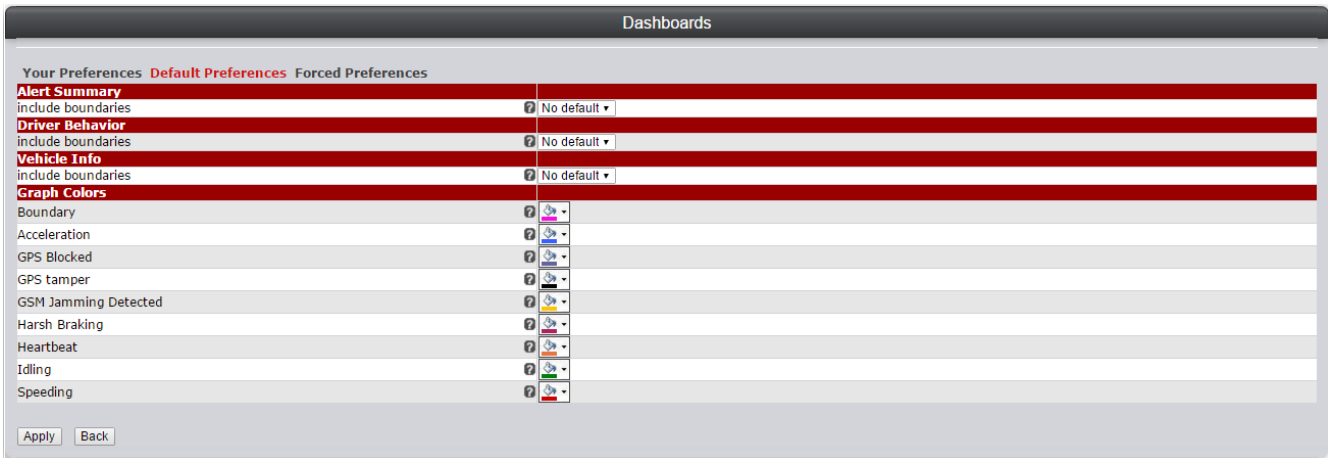 Dashboards
Your Preferences Default Preferences Forced Preferences
Alert Summary
include boundaries ? No default
Driver Behavior
include boundaries ? No default
Vehicle Info
include boundaries ? No default
Graph Colors
Boundary ?
Acceleration ?
GPS Blocked ?
GPS tamper ?
GSM Jamming Detected ?
Harsh Braking ?
Heartbeat ?
Idling ?
Speeding ?
Apply Back